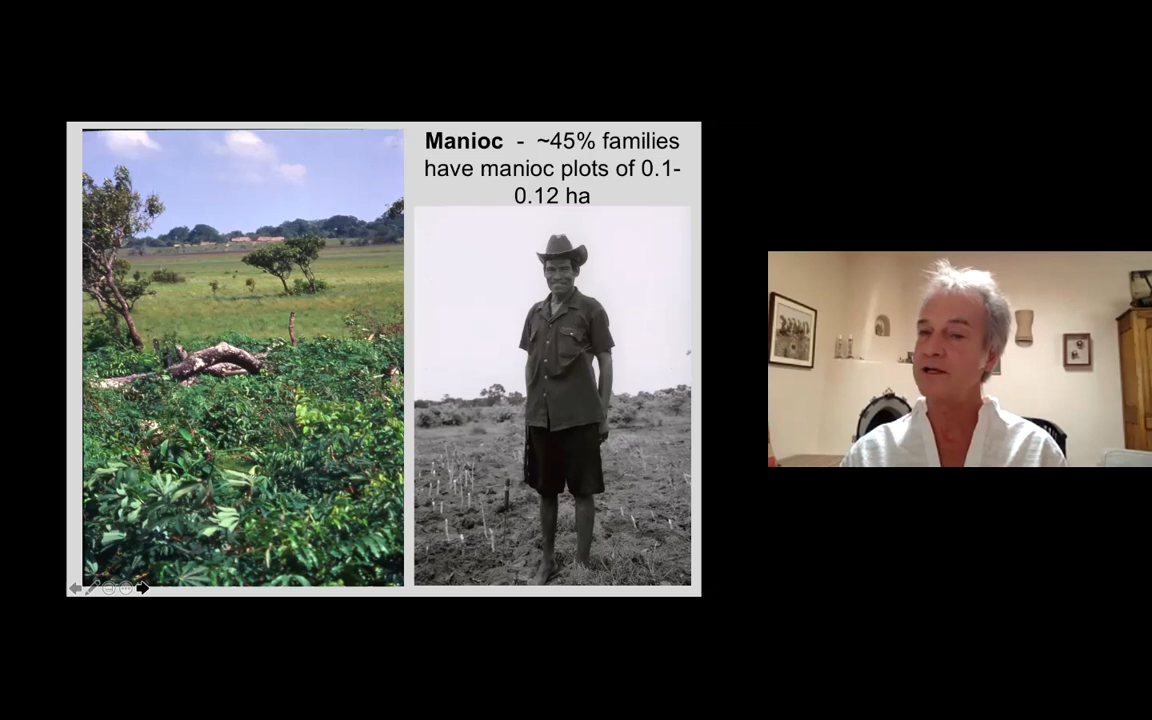 Manioc - ~45% families
have manioc plots of 0.1-
0.12 ha